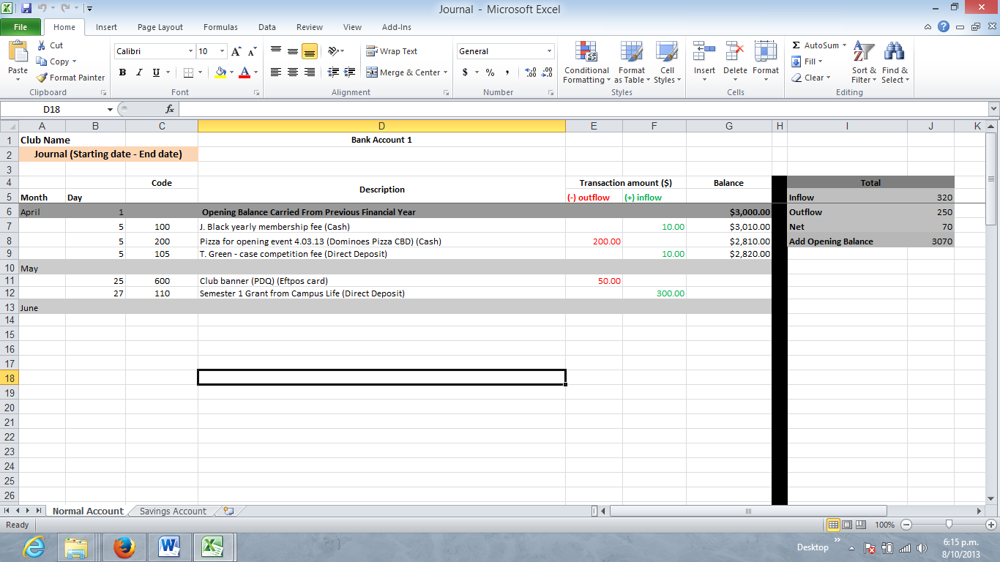 Journal - Microsoft Excel
File Home Insert Page Layout Formulas Data Review View Add-Ins
Paste Cut Copy Format Painter Clipboard
Calibri 10 B I U Font
Wrap Text Merge & Center Alignment
General $ % , Number
Conditional Formatting Format as Table Cell Styles Styles
Insert Delete Format Cells
Σ AutoSum Fill Clear Sort & Filter Find & Select Editing
D18 fx
A B C D E F G H I J K
1 Club Name Bank Account 1
2 Journal (Starting date - End date)
3
4 Code Description Transaction amount ($) Balance Total
5 Month Day (-) outflow (+) inflow Inflow 320
6 April 1 Opening Balance Carried From Previous Financial Year $3,000.00 Outflow 250
7 5 100 J. Black yearly membership fee (Cash) 10.00 $3,010.00 Net 70
8 5 200 Pizza for opening event 4.03.13 (Dominoes Pizza CBD) (Cash) 200.00 $2,810.00 Add Opening Balance 3070
9 5 105 T. Green - case competition fee (Direct Deposit) 10.00 $2,820.00
10 May
11 25 600 Club banner (PDQ) (Eftpos card) 50.00
12 27 110 Semester 1 Grant from Campus Life (Direct Deposit) 300.00
13 June
14
15
16
17
18
19
20
21
22
23
24
25
26
Normal Account Savings Account
Ready 100%
Desktop 6:15 p.m.
8/10/2013